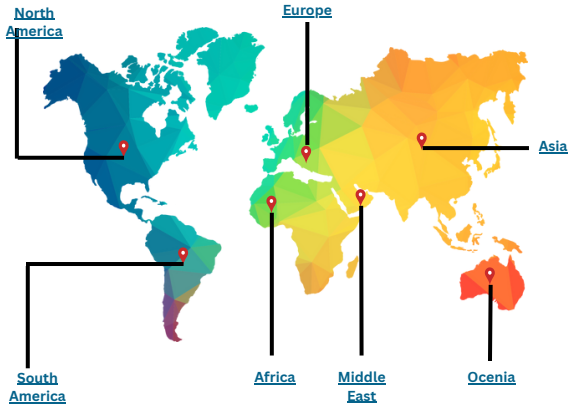 North
America
Europe
Asia
South
America
Africa
Middle
East
Ocenia